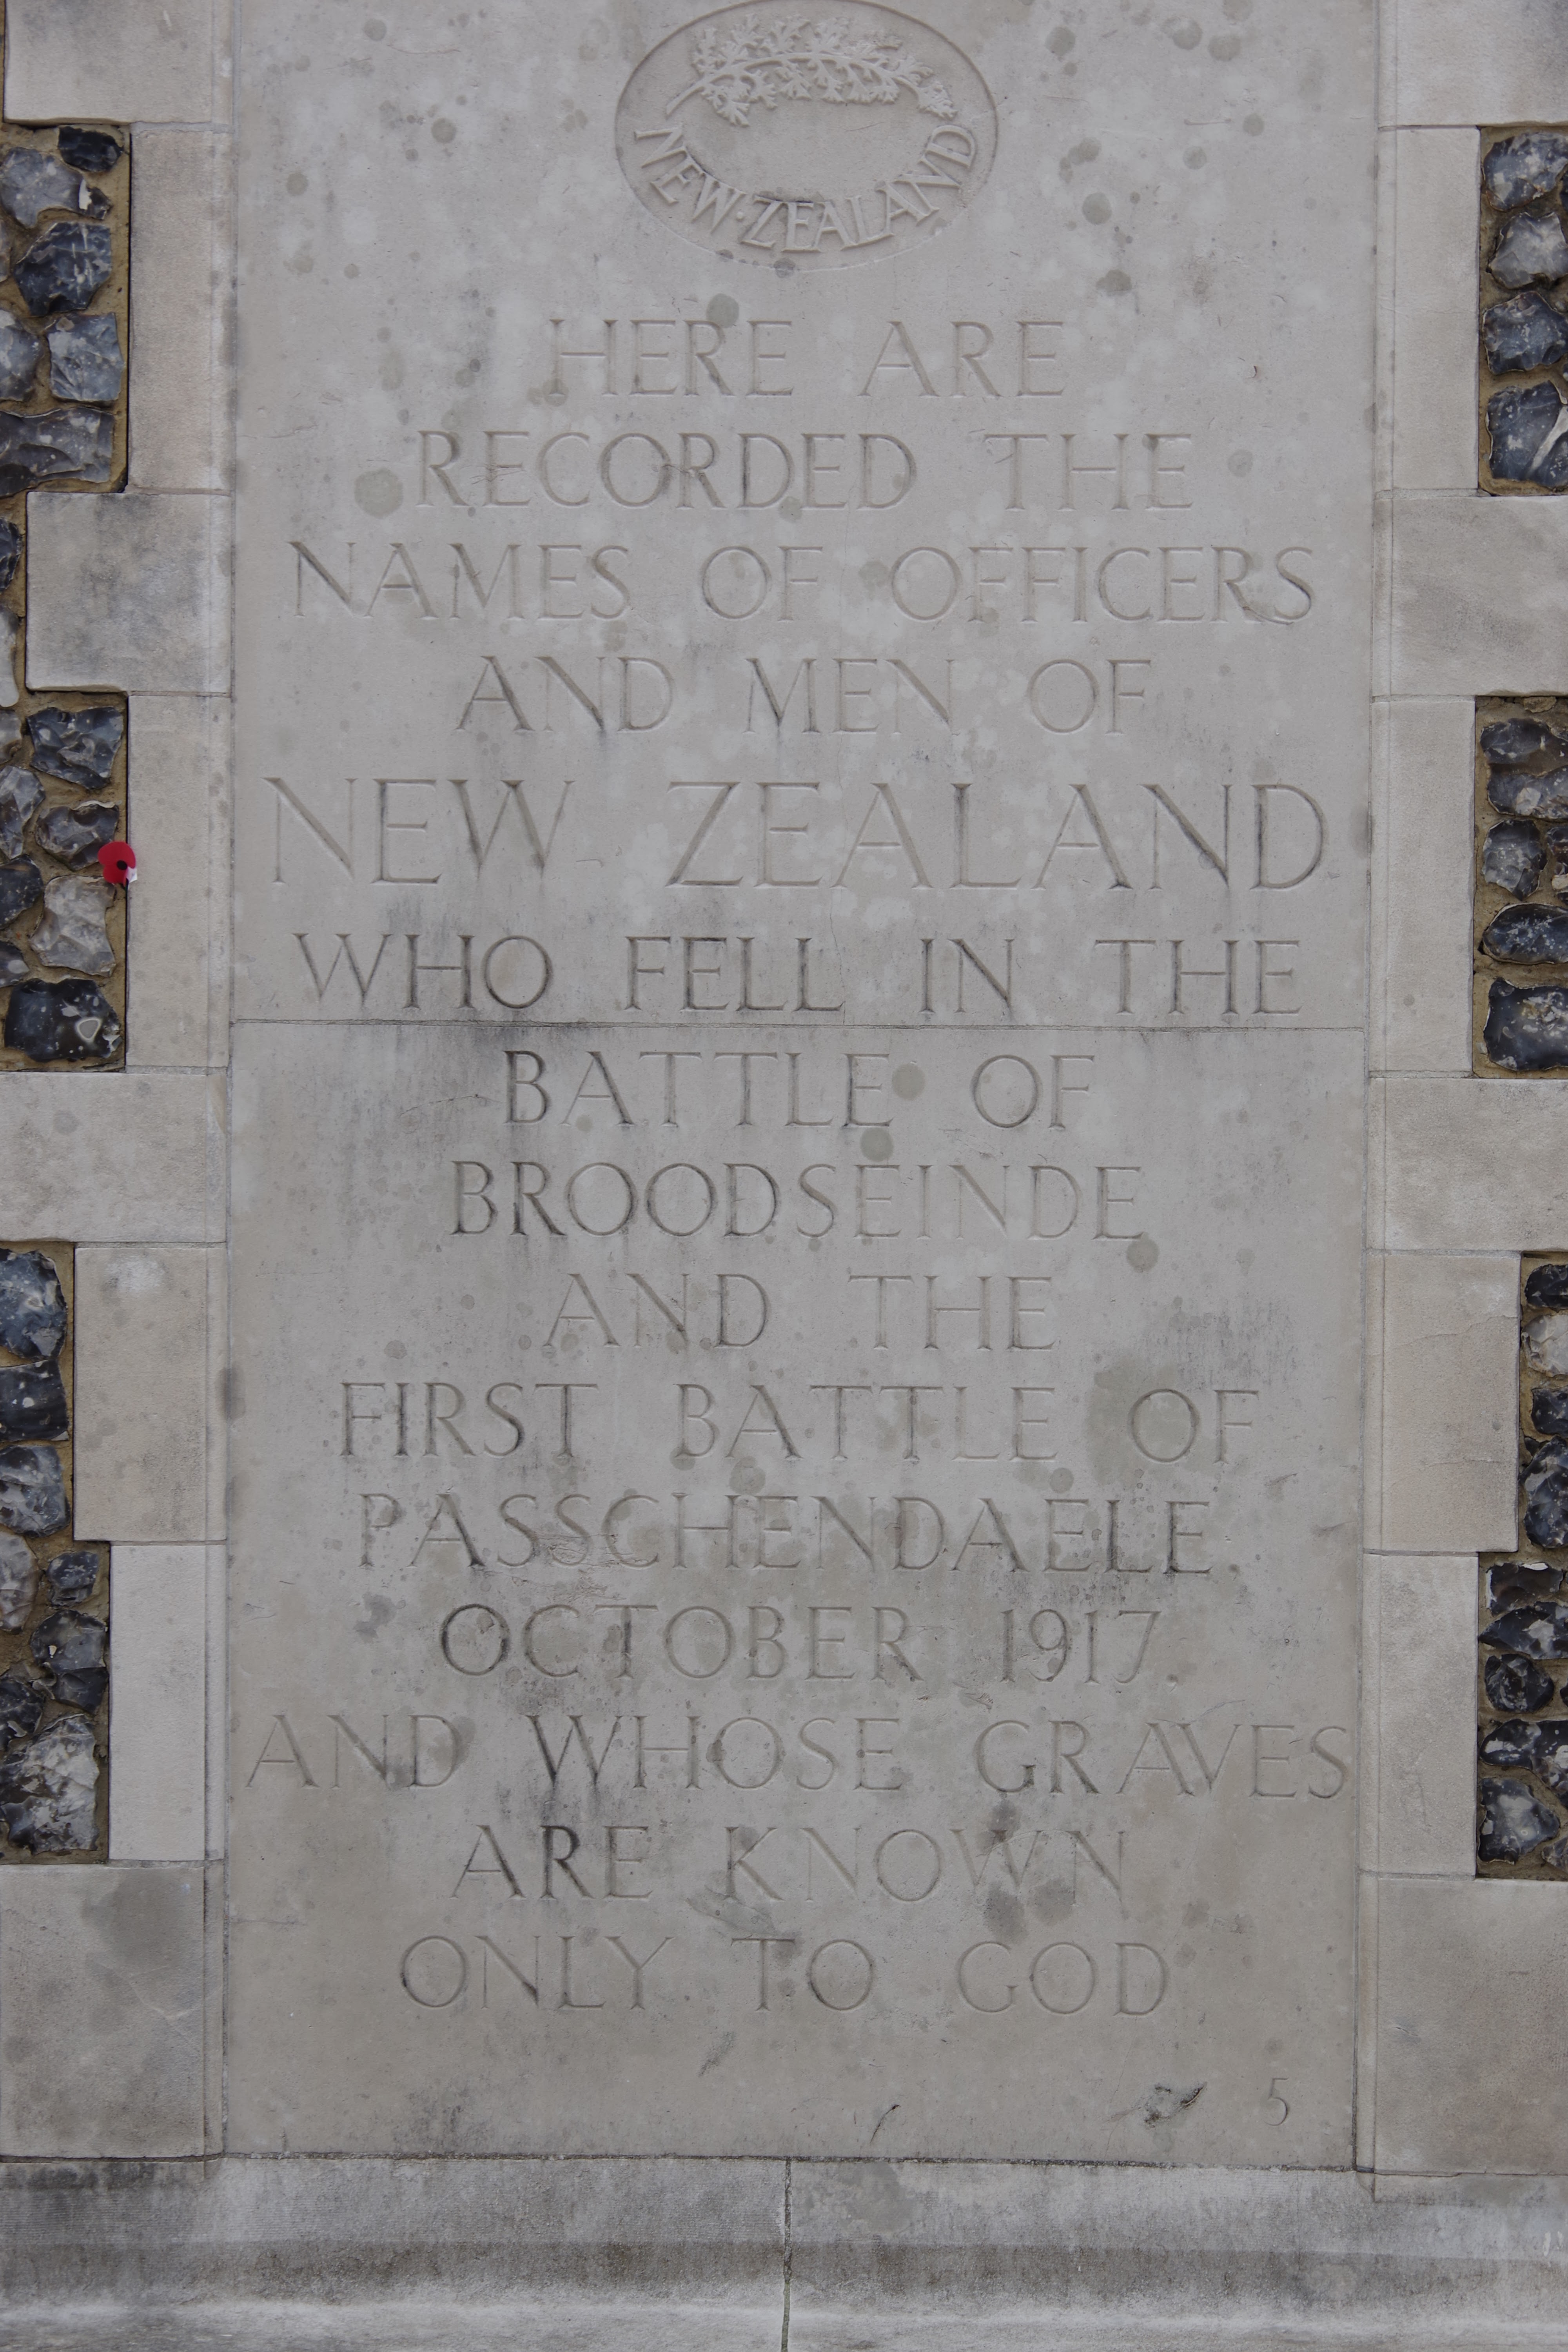 NEW·ZEALAND
HERE ARE
RECORDED THE
NAMES OF OFFICERS
AND MEN OF
NEW ZEALAND
WHO FELL IN THE
BATTLE OF
BROODSEINDE
AND THE
FIRST BATTLE OF
PASSCHENDAELE
OCTOBER 1917,
AND WHOSE GRAVES
ARE KNOWN
ONLY TO GOD
5